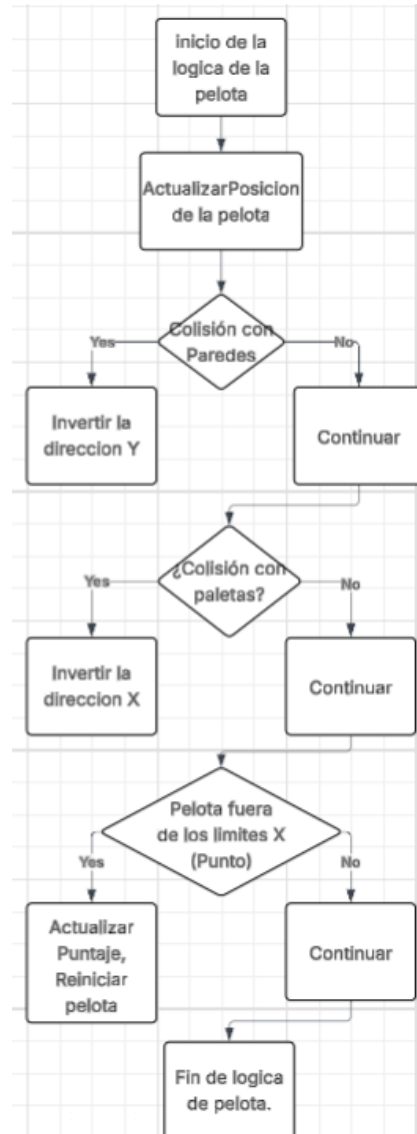 inicio de la
logica de la
pelota
ActualizarPosicion
de la pelota
Colisión con
Paredes
Yes
No
Invertir la
direccion Y
Continuar
¿Colisión con
paletas?
Yes
No
Invertir la
direccion X
Continuar
Pelota fuera
de los limites X
(Punto)
Yes
No
Actualizar
Puntaje,
Reiniciar
pelota
Continuar
Fin de logica
de pelota.